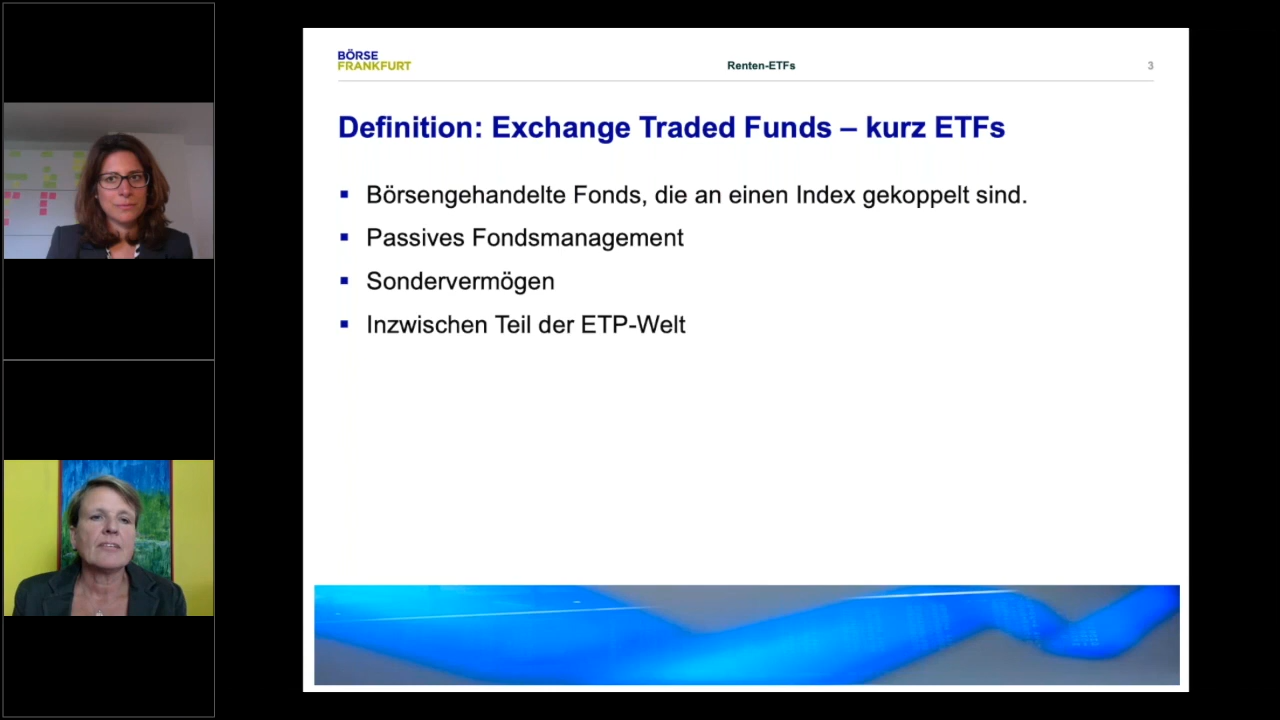 BÖRSE
FRANKFURT
Renten-ETFs
3
Definition: Exchange Traded Funds – kurz ETFs
Börsengehandelte Fonds, die an einen Index gekoppelt sind.
Passives Fondsmanagement
Sondervermögen
Inzwischen Teil der ETP-Welt